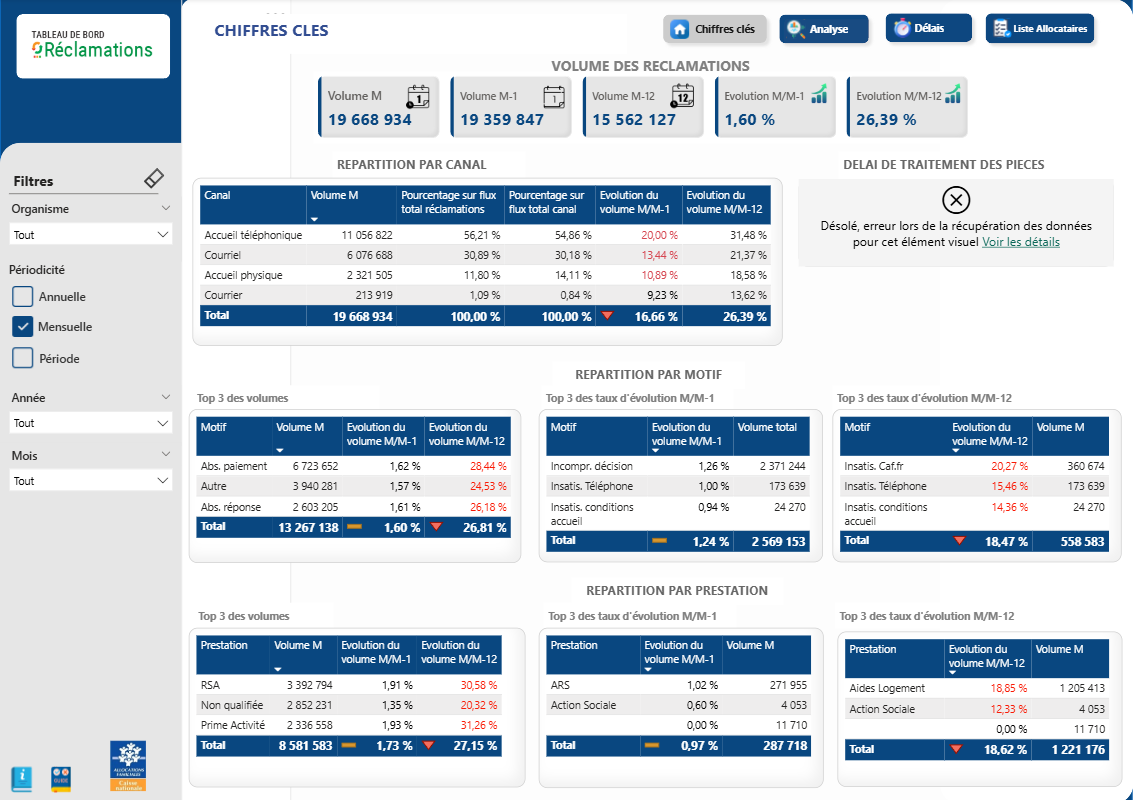 TABLEAU DE BORD
Réclamations
CHIFFRES CLES
Chiffres clés
Analyse
Délais
Liste Allocataires
VOLUME DES RECLAMATIONS
Volume M
1
19 668 934
Volume M-1
1
19 359 847
Volume M-12
12
15 562 127
Evolution M/M-1
1,60 %
Evolution M/M-12
26,39 %
Filtres
Organisme
Tout
Périodicité
Annuelle
Mensuelle
Période
Année
Tout
Mois
Tout
REPARTITION PAR CANAL
Canal Volume M Pourcentage sur flux total réclamations Pourcentage sur flux total canal Evolution du volume M/M-1 Evolution du volume M/M-12
Accueil téléphonique 11 056 822 56,21 % 54,86 % 20,00 % 31,48 %
Courriel 6 076 688 30,89 % 30,18 % 13,44 % 21,37 %
Accueil physique 2 321 505 11,80 % 14,11 % 10,89 % 18,58 %
Courrier 213 919 1,09 % 0,84 % 9,23 % 13,62 %
Total 19 668 934 100,00 % 100,00 % 16,66 % 26,39 %
DELAI DE TRAITEMENT DES PIECES
Désolé, erreur lors de la récupération des données
pour cet élément visuel Voir les détails
REPARTITION PAR MOTIF
Top 3 des volumes
Motif Volume M Evolution du volume M/M-1 Evolution du volume M/M-12
Abs. paiement 6 723 652 1,62 % 28,44 %
Autre 3 940 281 1,57 % 24,53 %
Abs. réponse 2 603 205 1,61 % 26,18 %
Total 13 267 138 1,60 % 26,81 %
Top 3 des taux d'évolution M/M-1
Motif Evolution du volume M/M-1 Volume total
Incompr. décision 1,26 % 2 371 244
Insatis. Téléphone 1,00 % 173 639
Insatis. conditions accueil 0,94 % 24 270
Total 1,24 % 2 569 153
Top 3 des taux d'évolution M/M-12
Motif Evolution du volume M/M-12 Volume M
Insatis. Caf.fr 20,27 % 360 674
Insatis. Téléphone 15,46 % 173 639
Insatis. conditions accueil 14,36 % 24 270
Total 18,47 % 558 583
REPARTITION PAR PRESTATION
Top 3 des volumes
Prestation Volume M Evolution du volume M/M-1 Evolution du volume M/M-12
RSA 3 392 794 1,91 % 30,58 %
Non qualifiée 2 852 231 1,35 % 20,32 %
Prime Activité 2 336 558 1,93 % 31,26 %
Total 8 581 583 1,73 % 27,15 %
Top 3 des taux d'évolution M/M-1
Prestation Evolution du volume M/M-1 Volume M
ARS 1,02 % 271 955
Action Sociale 0,60 % 4 053
0,00 % 11 710
Total 0,97 % 287 718
Top 3 des taux d'évolution M/M-12
Prestation Evolution du volume M/M-12 Volume M
Aides Logement 18,85 % 1 205 413
Action Sociale 12,33 % 4 053
0,00 % 11 710
Total 18,62 % 1 221 176
ALLOCATIONS
FAMILIALES
Caisse
nationale